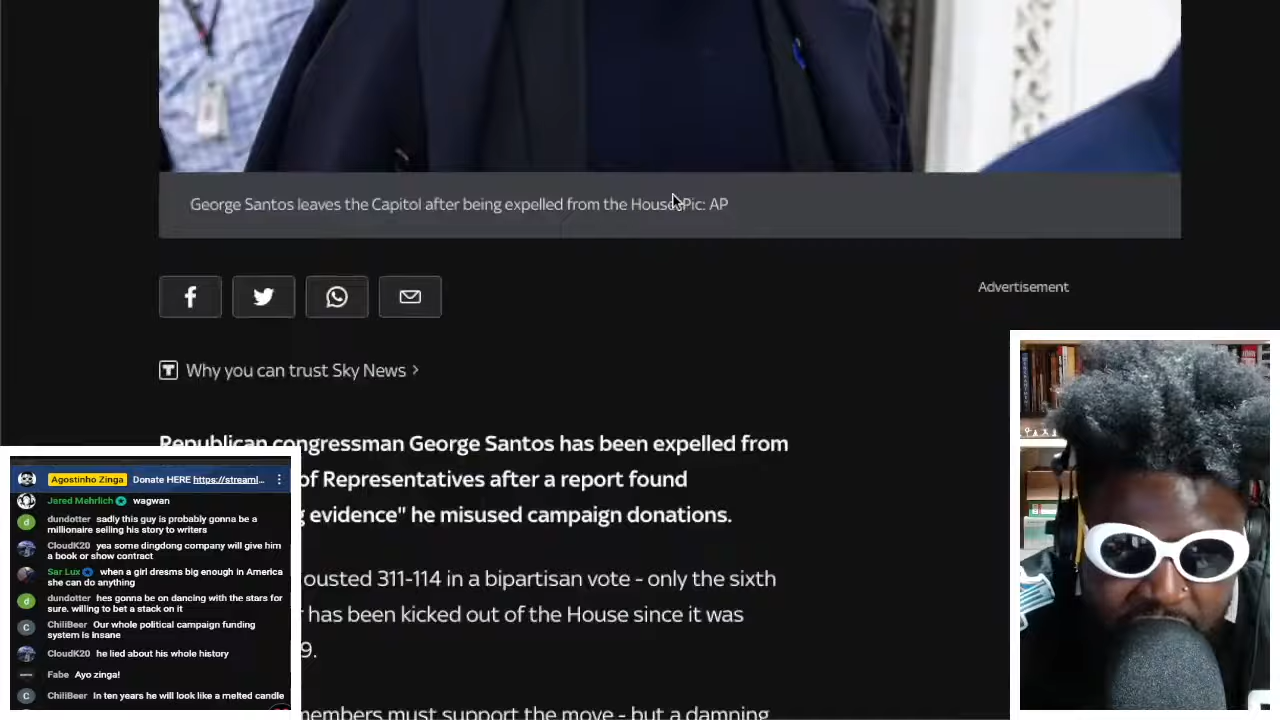 George Santos leaves the Capitol after being expelled from the House Pic: AP
Advertisement
Why you can trust Sky News
Republican congressman George Santos has been expelled from
of Representatives after a report found
evidence" he misused campaign donations.
ousted 311-114 in a bipartisan vote - only the sixth
has been kicked out of the House since it was
9.
members must support the move - but a damning
Agostinho Zinga Donate HERE https://streaml...
Jared Mehrlich wagwan
dundotter sadly this guy is probably gonna be a
millionaire selling his story to writers
CloudK20 yea some dingdong company will give him
a book or show contract
Sar Lux when a girl dresms big enough in America
she can do anything
dundotter hes gonna be on dancing with the stars for
sure. willing to bet a stack on it
ChiliBeer Our whole political campaign funding
system is insane
CloudK20 he lied about his whole history
Fabe Ayo zinga!
ChiliBeer In ten years he will look like a melted candle